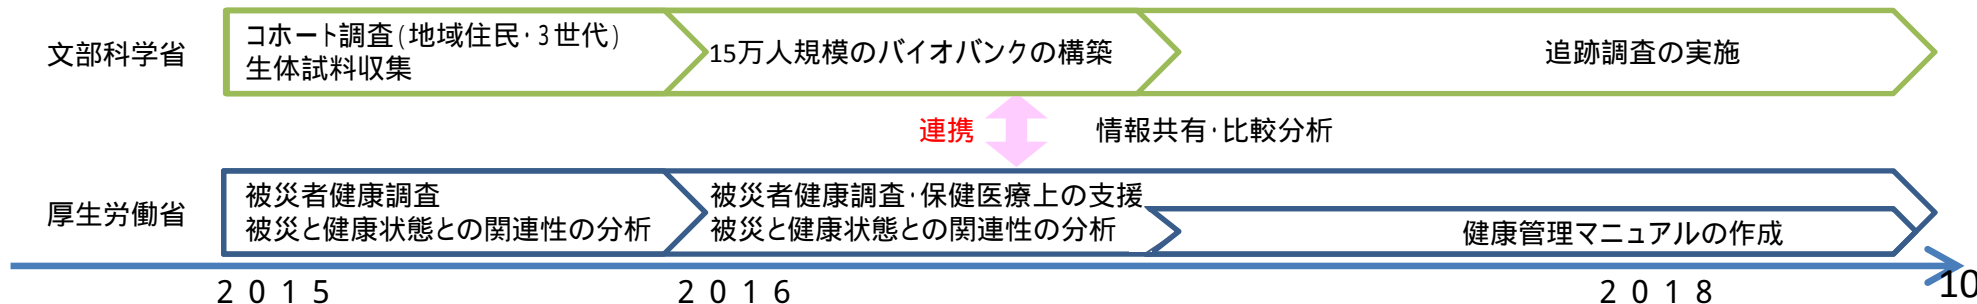 文部科学省
コホート調査(地域住民・3世代)
生体試料収集
15万人規模のバイオバンクの構築
追跡調査の実施
連携
情報共有・比較分析
厚生労働省
被災者健康調査
被災と健康状態との関連性の分析
被災者健康調査・保健医療上の支援
被災と健康状態との関連性の分析
健康管理マニュアルの作成
2015
2016
2018
10